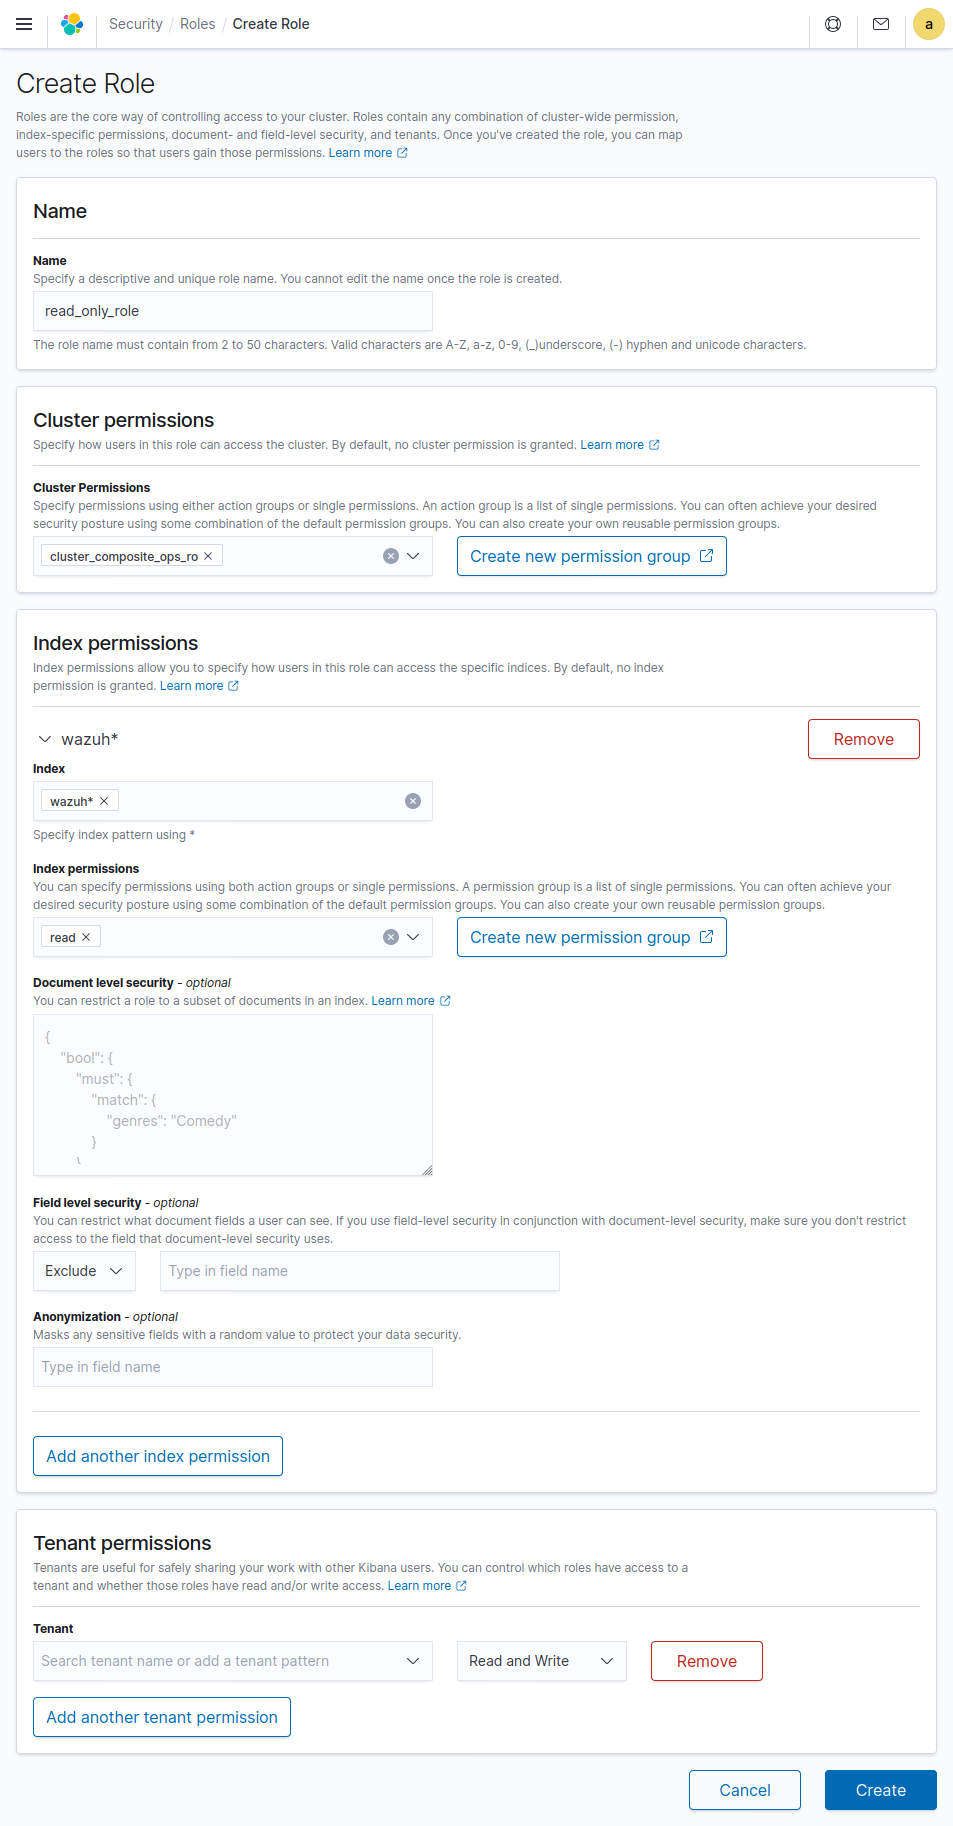 Security / Roles / Create Role
a
Create Role
Roles are the core way of controlling access to your cluster. Roles contain any combination of cluster-wide permission,
index-specific permissions, document- and field-level security, and tenants. Once you've created the role, you can map
users to the roles so that users gain those permissions. Learn more
Name
Name
Specify a descriptive and unique role name. You cannot edit the name once the role is created.
read_only_role
The role name must contain from 2 to 50 characters. Valid characters are A-Z, a-z, 0-9, (_)underscore, (-) hyphen and unicode characters.
Cluster permissions
Specify how users in this role can access the cluster. By default, no cluster permission is granted. Learn more
Cluster Permissions
Specify permissions using either action groups or single permissions. An action group is a list of single permissions. You can often achieve your desired
security posture using some combination of the default permission groups. You can also create your own reusable permission groups.
cluster_composite_ops_ro
Create new permission group
Index permissions
Index permissions allow you to specify how users in this role can access the specific indices. By default, no index
permission is granted. Learn more
wazuh*
Remove
Index
wazuh*
Specify index pattern using *
Index permissions
You can specify permissions using both action groups or single permissions. A permission group is a list of single permissions. You can often achieve your
desired security posture using some combination of the default permission groups. You can also create your own reusable permission groups.
read
Create new permission group
Document level security - optional
You can restrict a role to a subset of documents in an index. Learn more
{
"bool": {
"must": {
"match": {
"genres": "Comedy"
}
}
Field level security - optional
You can restrict what document fields a user can see. If you use field-level security in conjunction with document-level security, make sure you don't restrict
access to the field that document-level security uses.
Exclude
Type in field name
Anonymization - optional
Masks any sensitive fields with a random value to protect your data security.
Type in field name
Add another index permission
Tenant permissions
Tenants are useful for safely sharing your work with other Kibana users. You can control which roles have access to a
tenant and whether those roles have read and/or write access. Learn more
Tenant
Search tenant name or add a tenant pattern
Read and Write
Remove
Add another tenant permission
Cancel
Create